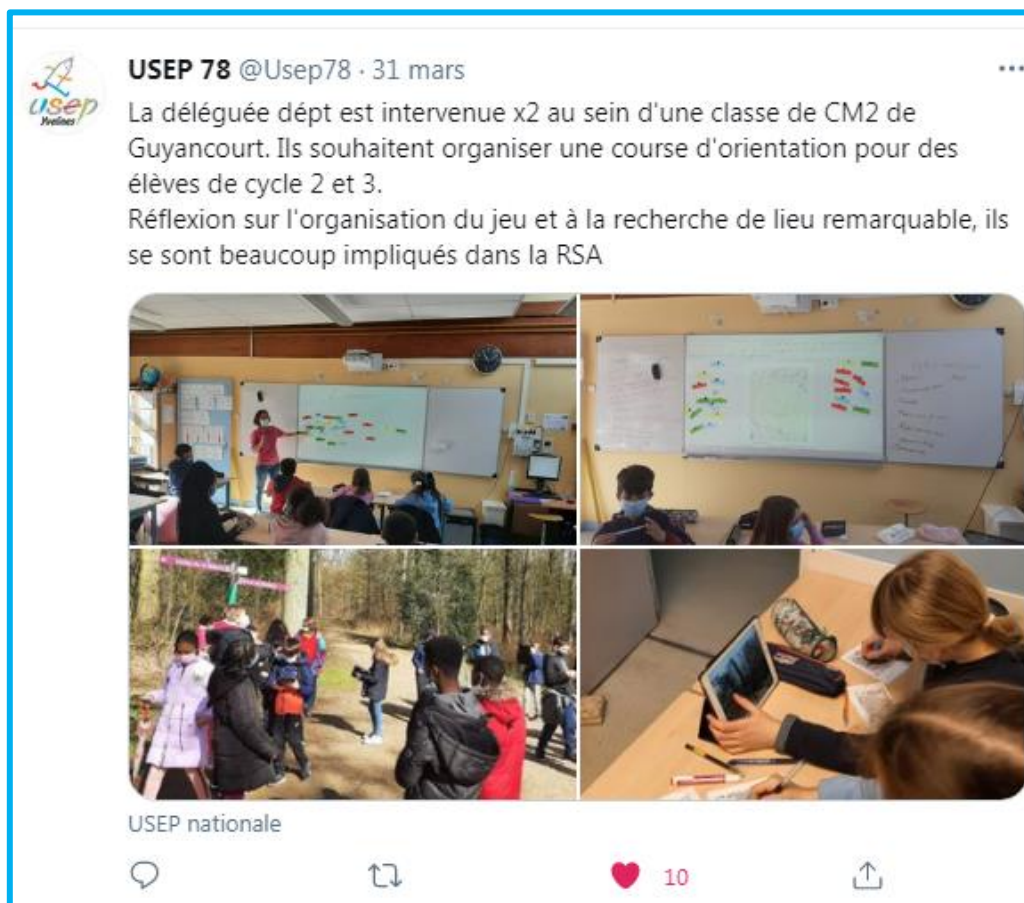 USEP 78 @Usep78 · 31 mars
La déléguée dépt est intervenue x2 au sein d'une classe de CM2 de
Guyancourt. Ils souhaitent organiser une course d'orientation pour des
élèves de cycle 2 et 3.
Réflexion sur l'organisation du jeu et à la recherche de lieu remarquable, ils
se sont beaucoup impliqués dans la RSA
usep
Yvelines
USEP nationale
10